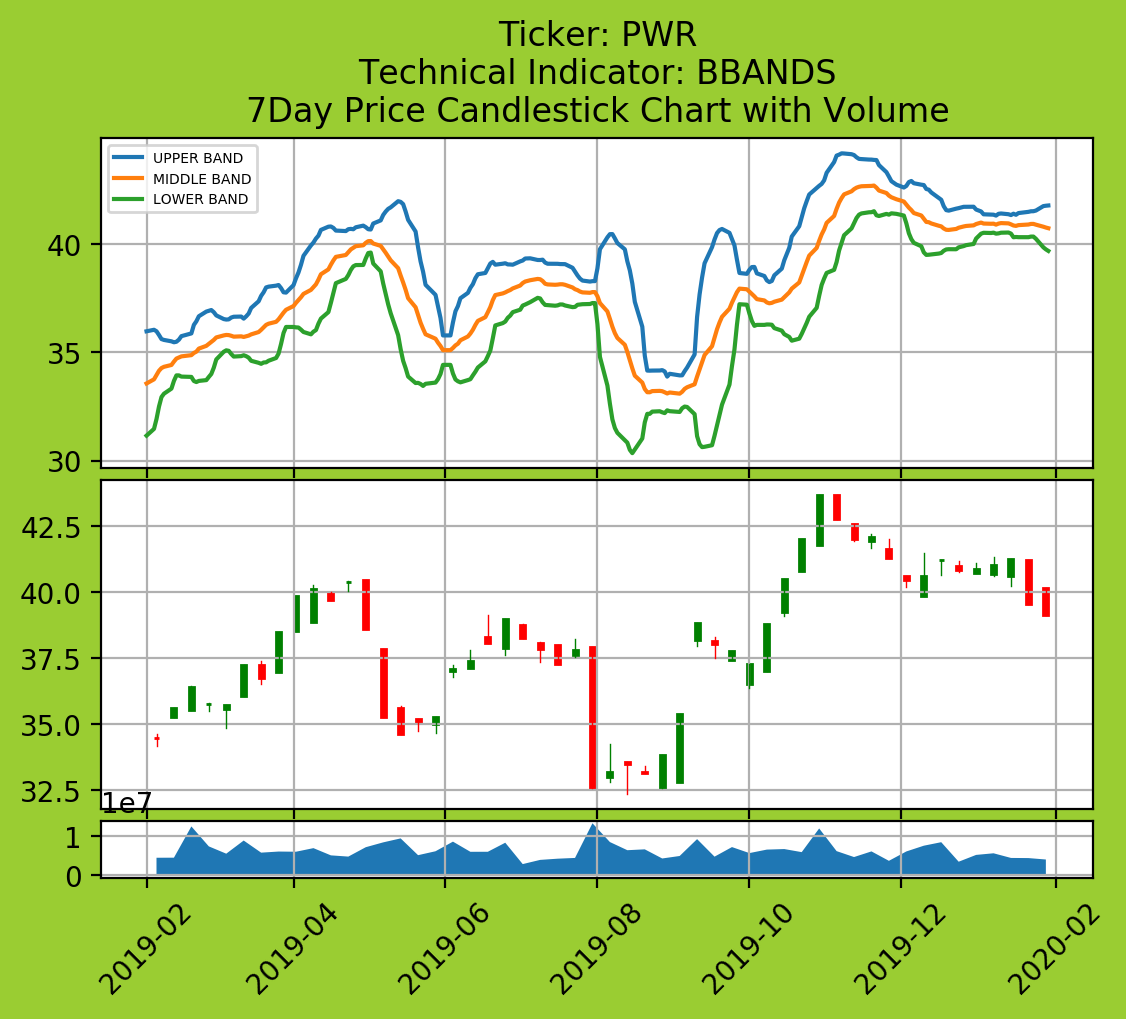 Ticker: PWR
Technical Indicator: BBANDS
7Day Price Candlestick Chart with Volume
UPPER BAND
MIDDLE BAND
LOWER BAND
40
35
30
42.5
40.0
37.5
35.0
32.5
1e7
1
0
2019-02
2019-04
2019-06
2019-08
2019-10
2019-12
2020-02